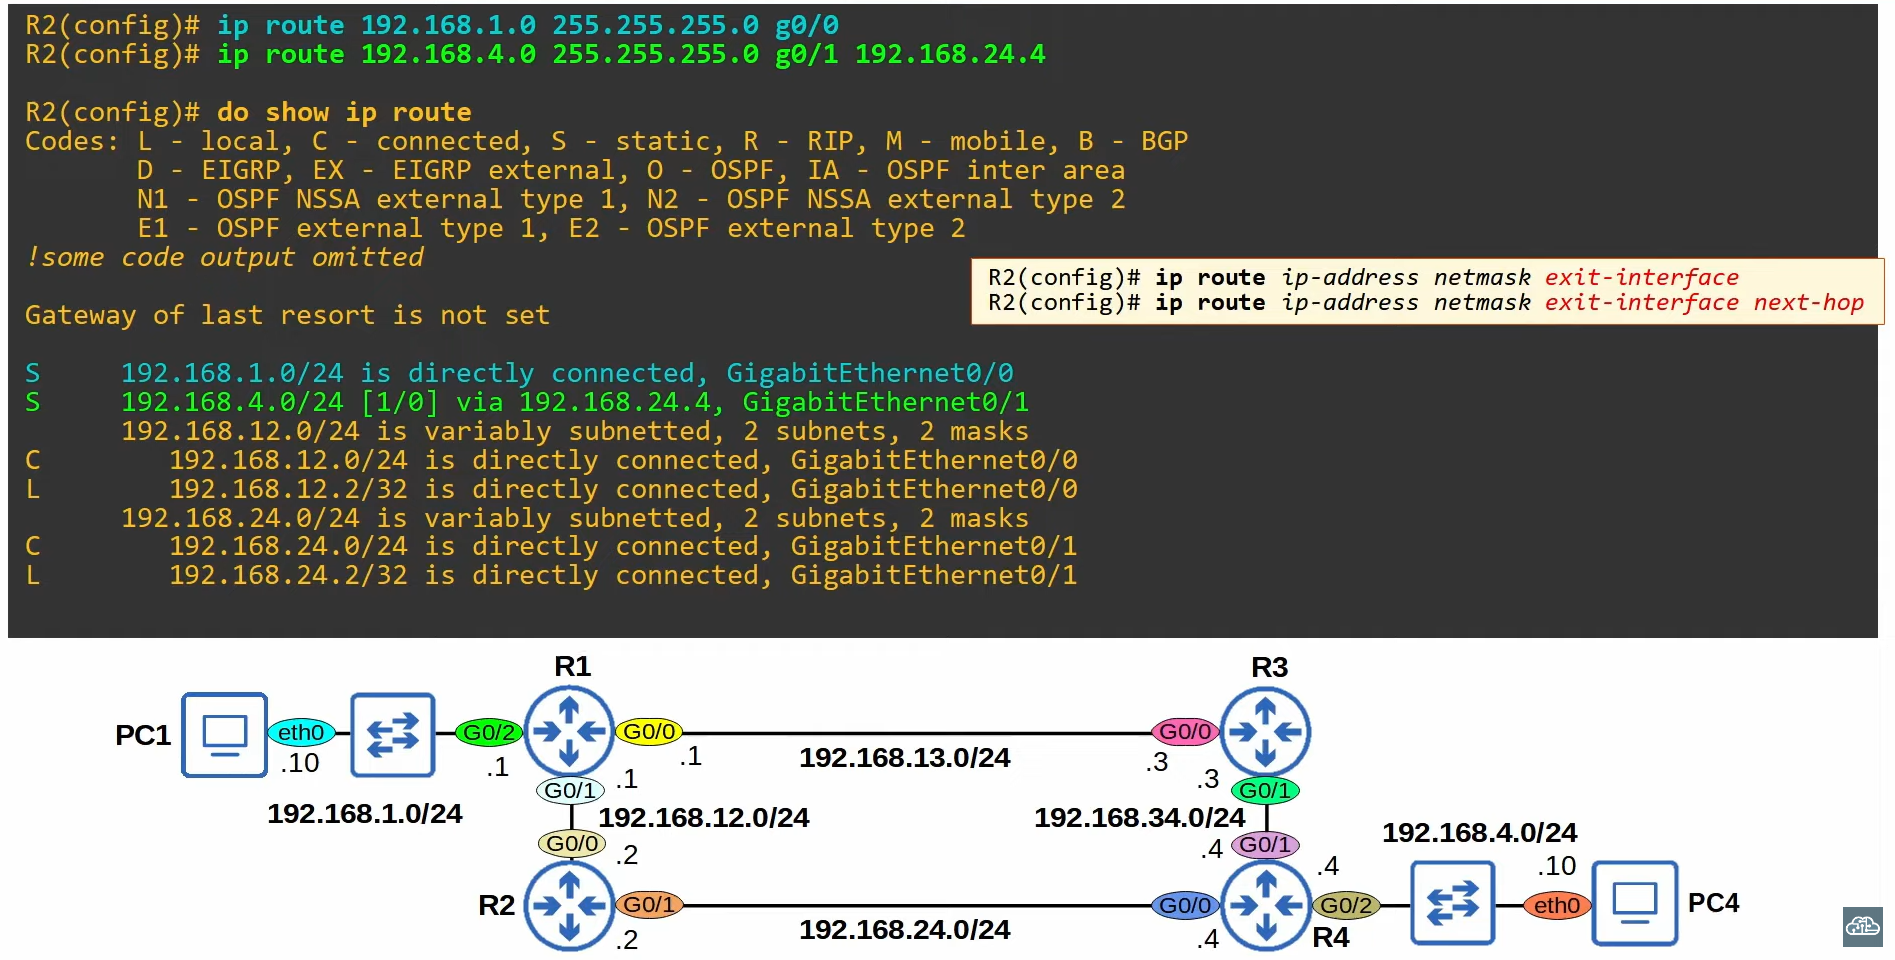 R2(config)# ip route 192.168.1.0 255.255.255.0 g0/0
R2(config)# ip route 192.168.4.0 255.255.255.0 g0/1 192.168.24.4
R2(config)# do show ip route
Codes: L - local, C - connected, S - static, R - RIP, M - mobile, B - BGP
D - EIGRP, EX - EIGRP external, O - OSPF, IA - OSPF inter area
N1 - OSPF NSSA external type 1, N2 - OSPF NSSA external type 2
E1 - OSPF external type 1, E2 - OSPF external type 2
!some code output omitted
R2(config)# ip route ip-address netmask exit-interface
R2(config)# ip route ip-address netmask exit-interface next-hop
Gateway of last resort is not set
S 192.168.1.0/24 is directly connected, GigabitEthernet0/0
S 192.168.4.0/24 [1/0] via 192.168.24.4, GigabitEthernet0/1
192.168.12.0/24 is variably subnetted, 2 subnets, 2 masks
C 192.168.12.0/24 is directly connected, GigabitEthernet0/0
L 192.168.12.2/32 is directly connected, GigabitEthernet0/0
192.168.24.0/24 is variably subnetted, 2 subnets, 2 masks
C 192.168.24.0/24 is directly connected, GigabitEthernet0/1
L 192.168.24.2/32 is directly connected, GigabitEthernet0/1
R1
R3
PC1
eth0
G0/2
G0/0
G0/0
.10
.1
.1
192.168.13.0/24
.3
.1
.3
G0/1
G0/1
192.168.1.0/24
192.168.12.0/24
192.168.34.0/24
192.168.4.0/24
G0/0
G0/1
.2
.4
.4
.10
R2
G0/1
G0/0
G0/2
eth0
PC4
192.168.24.0/24
.2
.4
R4